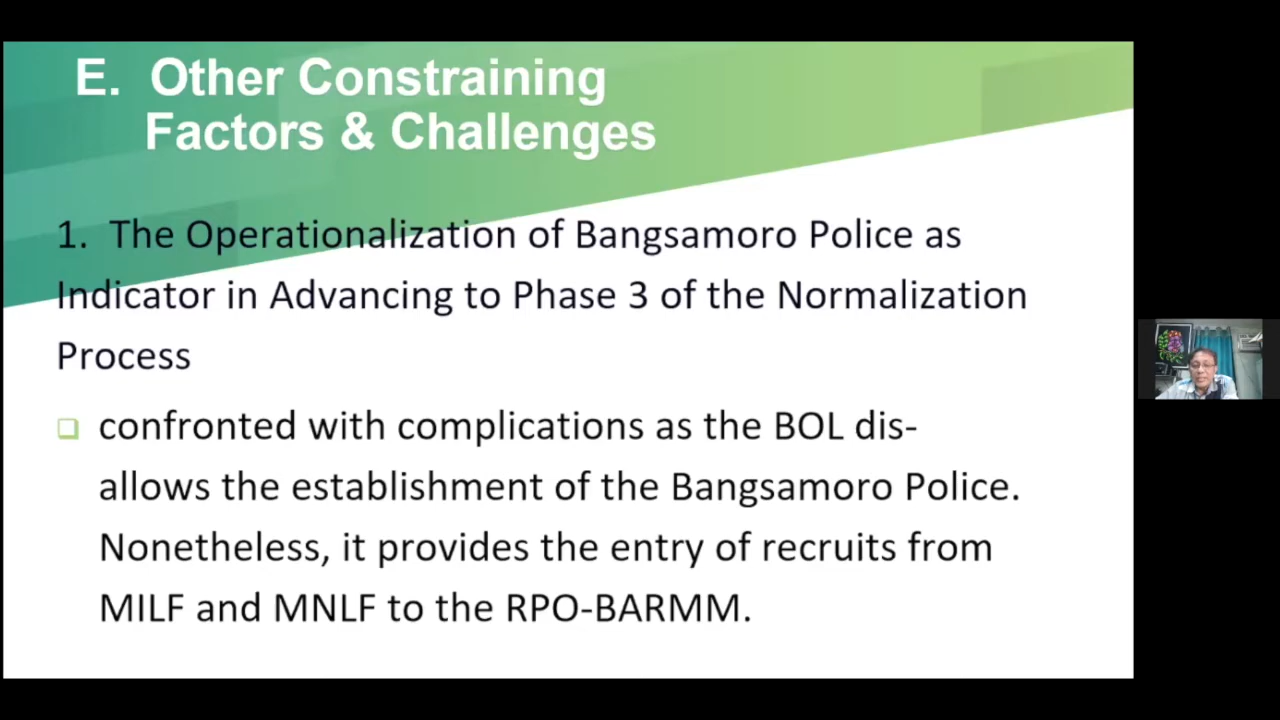 E. Other Constraining
Factors & Challenges
1. The Operationalization of Bangsamoro Police as
Indicator in Advancing to Phase 3 of the Normalization
Process
confronted with complications as the BOL dis-
allows the establishment of the Bangsamoro Police.
Nonetheless, it provides the entry of recruits from
MILF and MNLF to the RPO-BARMM.